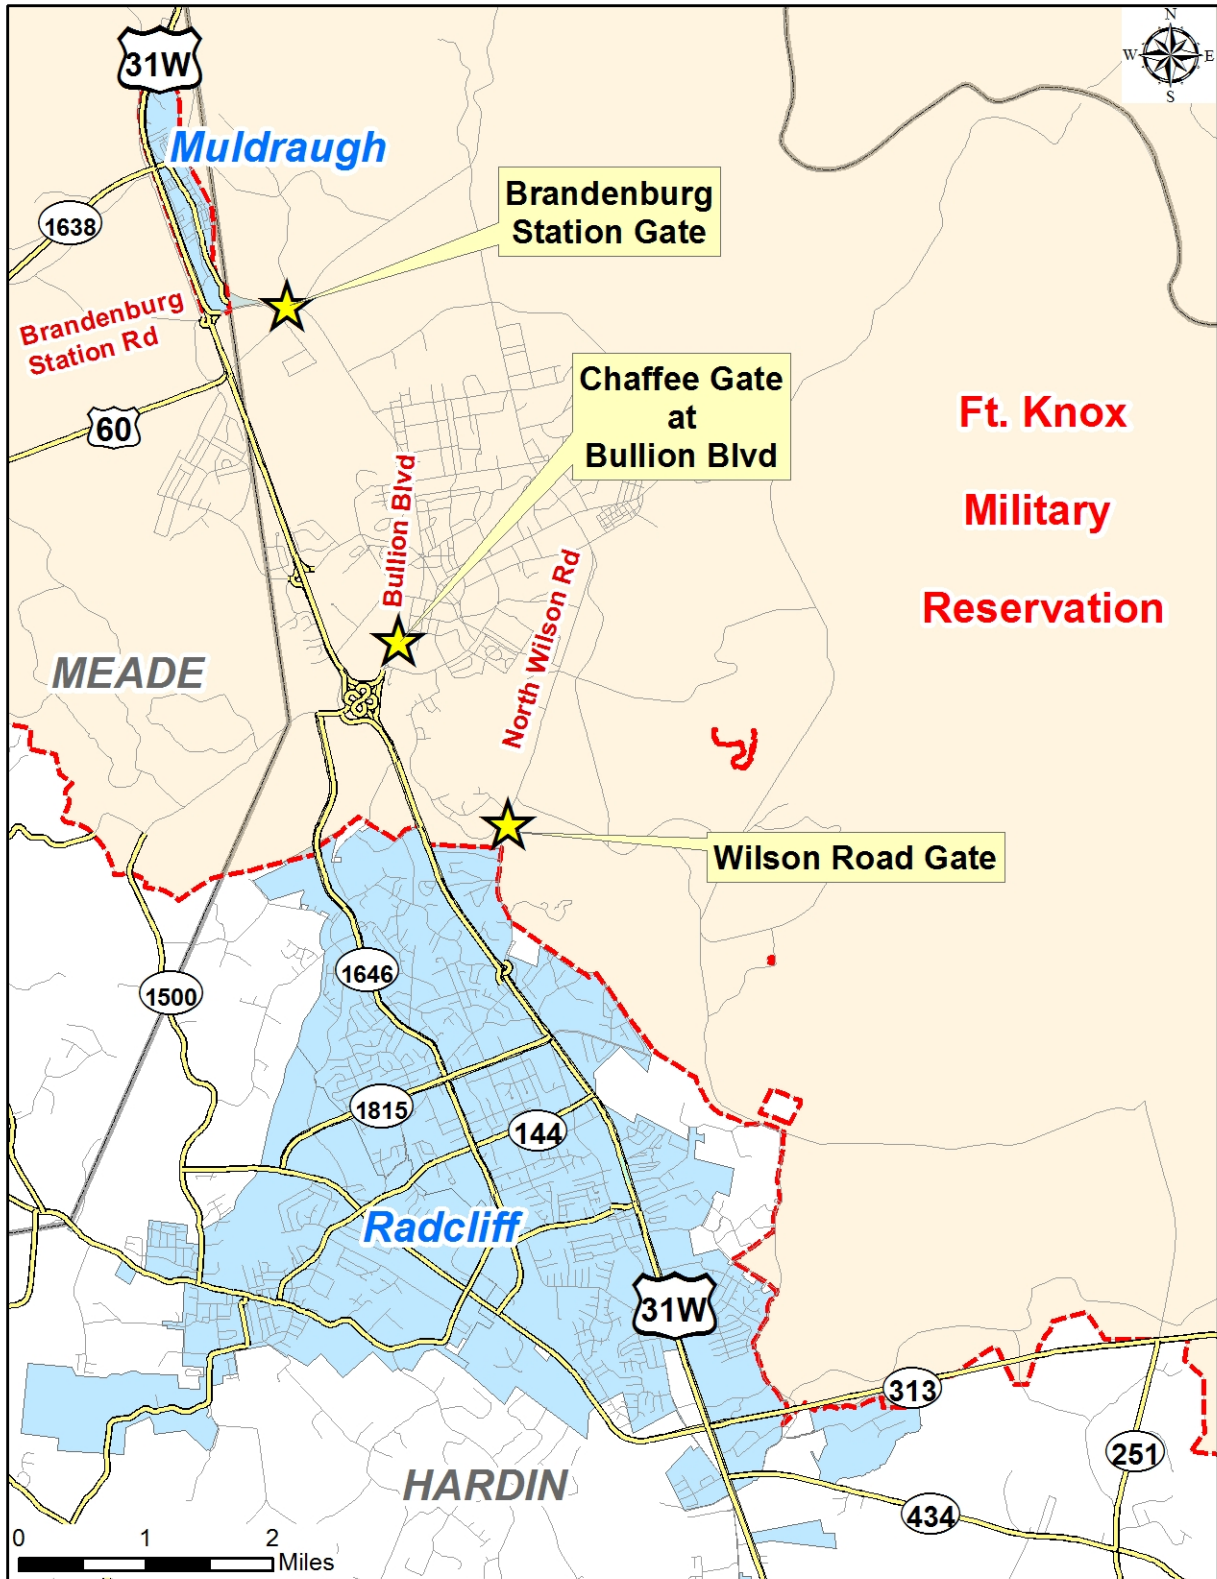 31W
N
W
E
S
Muldraugh
Brandenburg
Station Gate
1638
Brandenburg
Station Rd
Chaffee Gate
at
Bullion Blvd
60
Ft. Knox
Military
Reservation
Bullion Blvd
North Wilson Rd
MEADE
Wilson Road Gate
1646
1500
1815
144
Radcliff
31W
313
251
HARDIN
434
0
1
2
Miles